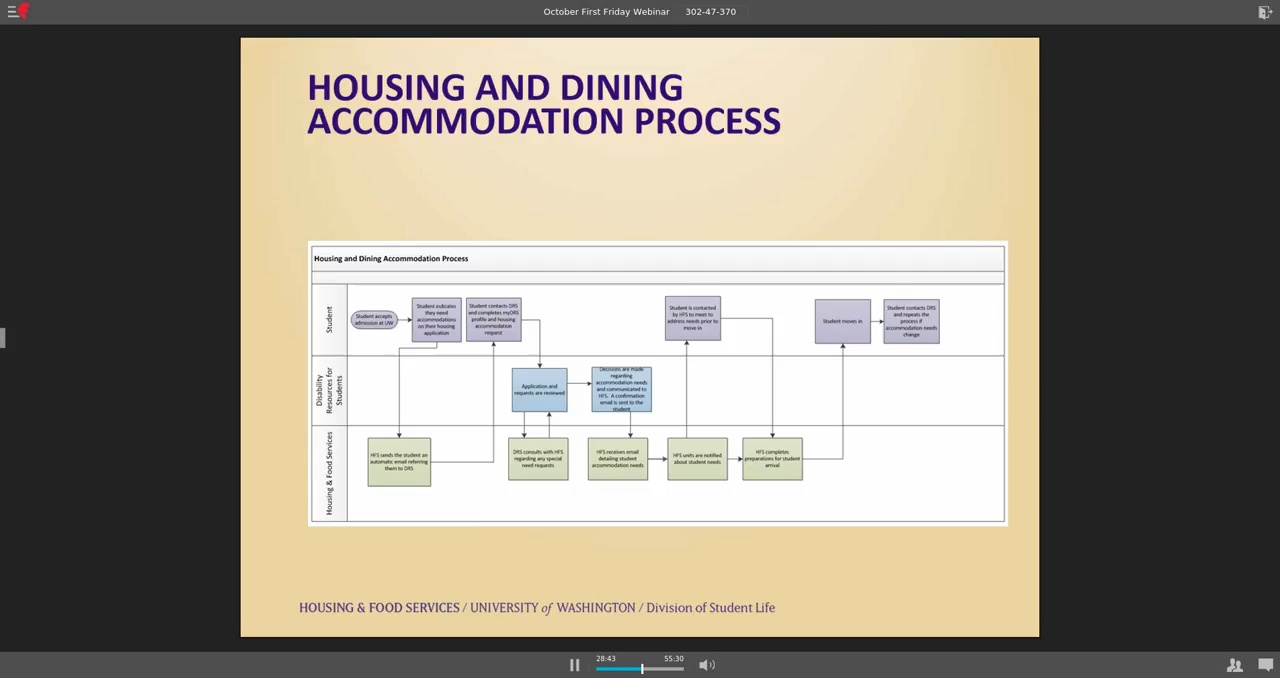 October First Friday Webinar 302-47-370
HOUSING AND DINING
ACCOMMODATION PROCESS
Housing and Dining Accommodation Process
Student
Student accepts
admission at UW
Student indicates
they need
accommodations
on their housing
application
Student contacts DRS
and completes myDRS
profile and housing
accommodation
request
Student is contacted
by HFS to meet to
address needs prior to
move in
Student moves in
Student contacts DRS
and repeats the
process if
accommodation needs
change
Disability
Resources for
Students
Application and
requests are reviewed
Decisions are made
regarding
accommodation needs
and communicated to
HFS. A confirmation
email is sent to the
student
Housing & Food Services
HFS sends the student an
automatic email referring
them to DRS
DRS consults with HFS
regarding any special
need requests
HFS receives email
detailing student
accommodation needs
HFS units are notified
about student needs
HFS completes
preparations for student
arrival
HOUSING & FOOD SERVICES / UNIVERSITY of WASHINGTON / Division of Student Life
28:43 55:30